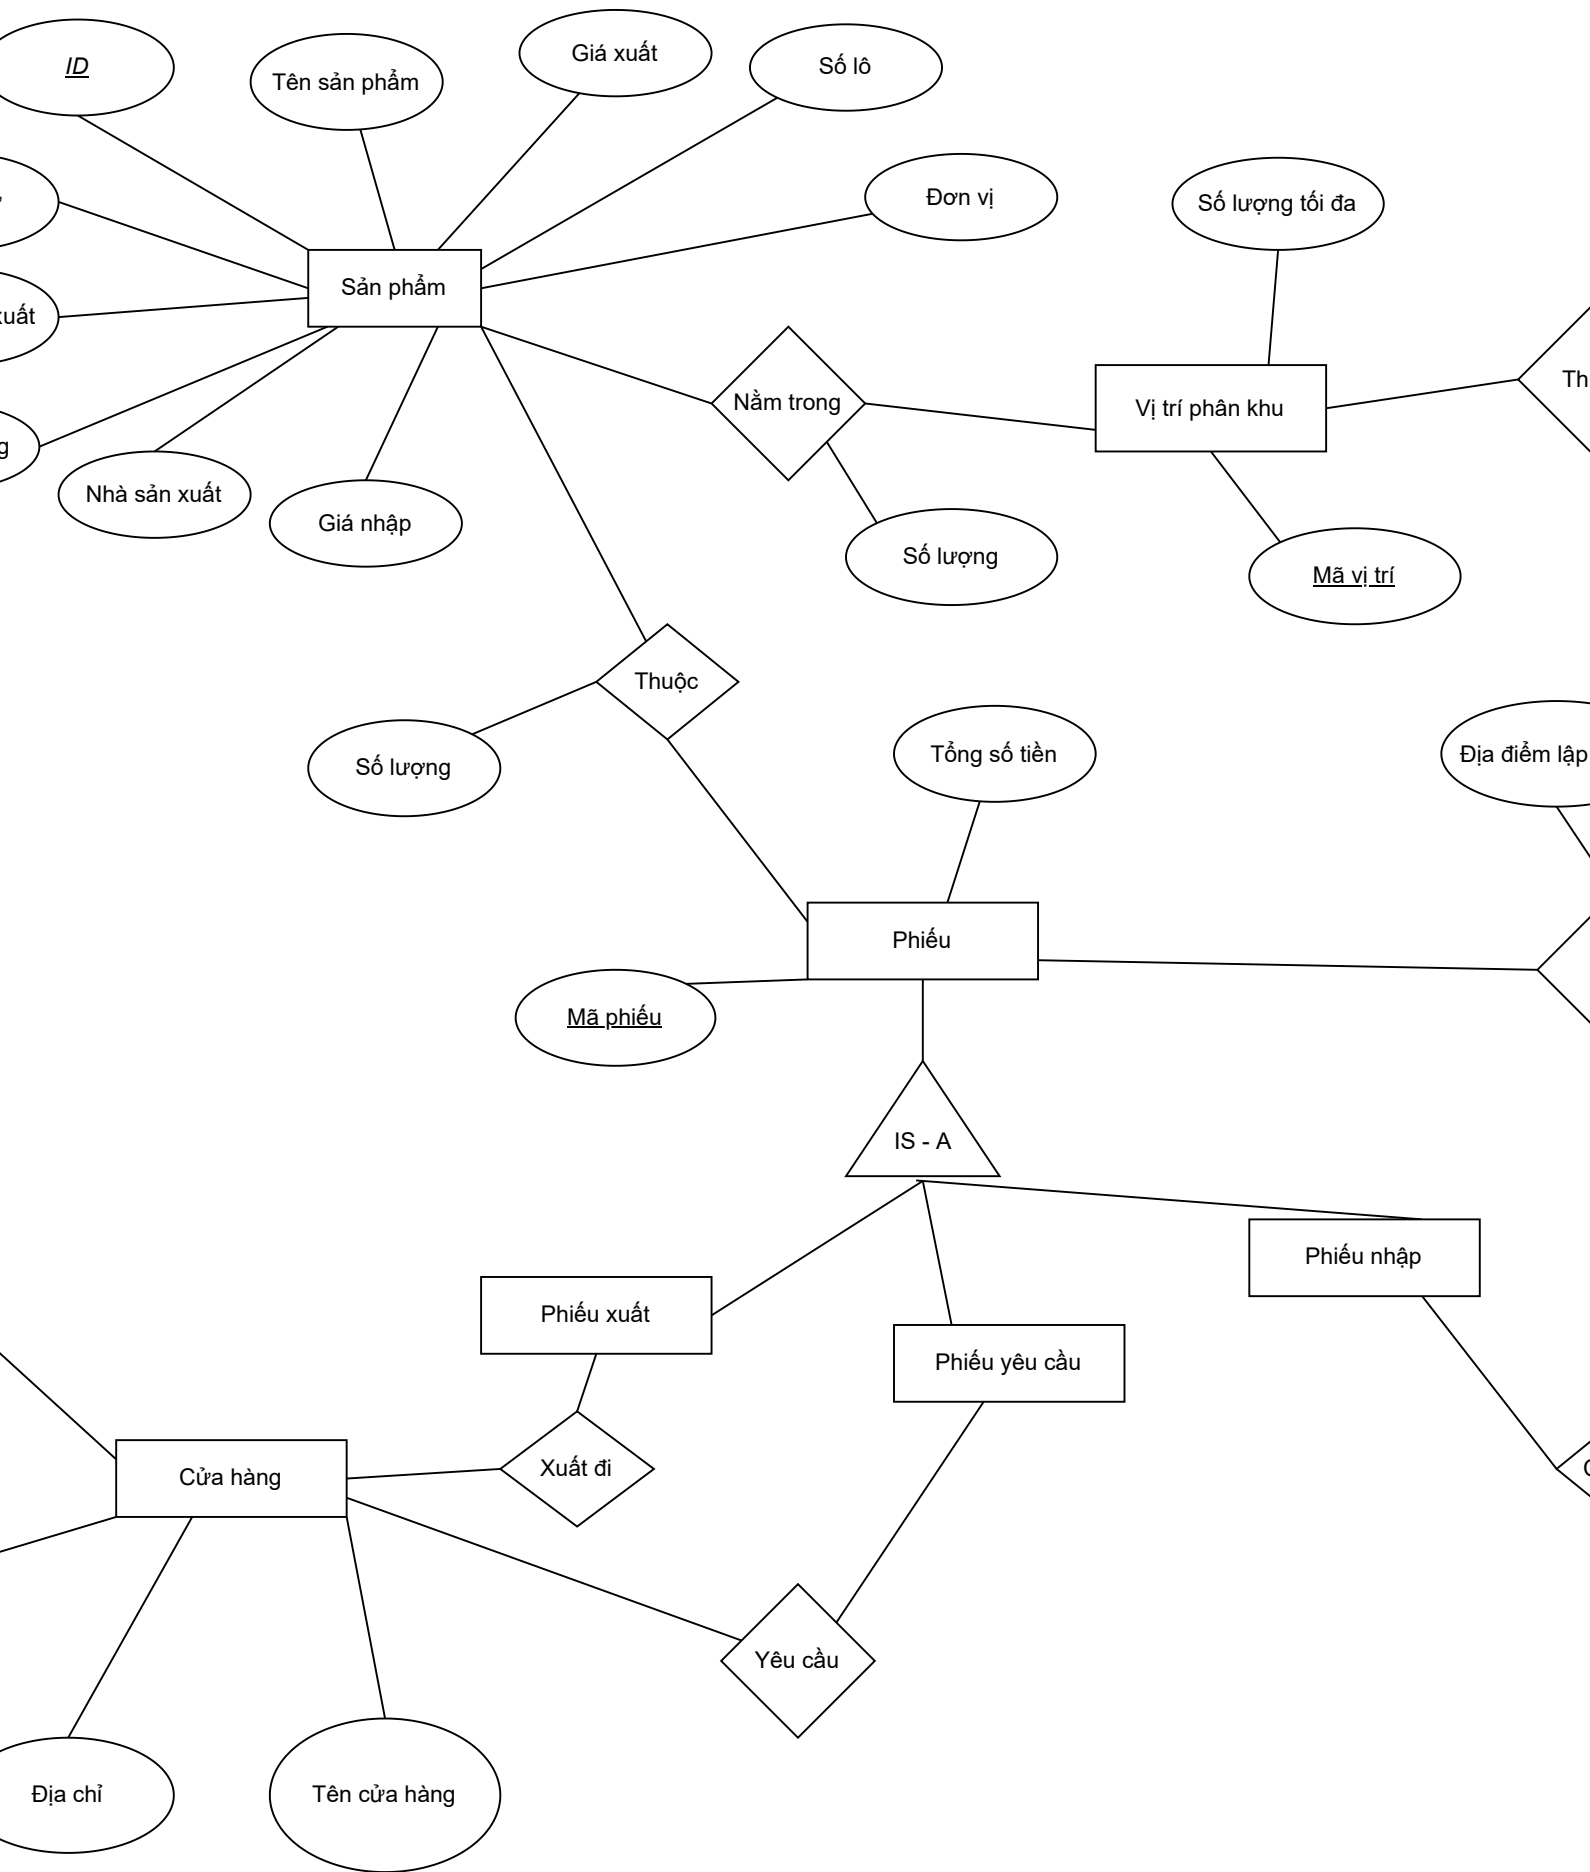 ID
Tên sản phẩm
Giá xuất
Số lô
Đơn vị
Số lượng tối đa
Sản phẩm
Nằm trong
Vị trí phân khu
Nhà sản xuất
Giá nhập
Số lượng
Mã vị trí
Thuộc
Số lượng
Tổng số tiền
Địa điểm lập
Phiếu
Mã phiếu
IS - A
Phiếu nhập
Phiếu xuất
Phiếu yêu cầu
Cửa hàng
Xuất đi
Yêu cầu
Địa chỉ
Tên cửa hàng